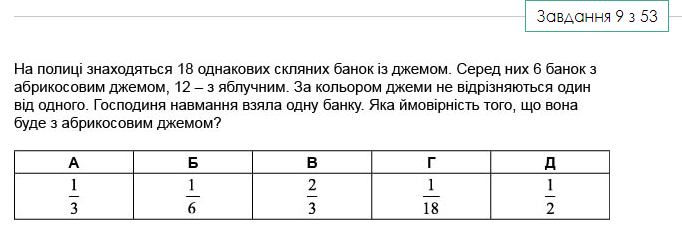 Завдання 9 з 53
На полиці знаходяться 18 однакових скляних банок із джемом. Серед них 6 банок з
абрикосовим джемом, 12 – з яблучним. За кольором джеми не відрізняються один
від одного. Господиня навмання взяла одну банку. Яка ймовірність того, що вона
буде з абрикосовим джемом?
А Б В Г Д
1/3 1/6 2/3 1/18 1/2